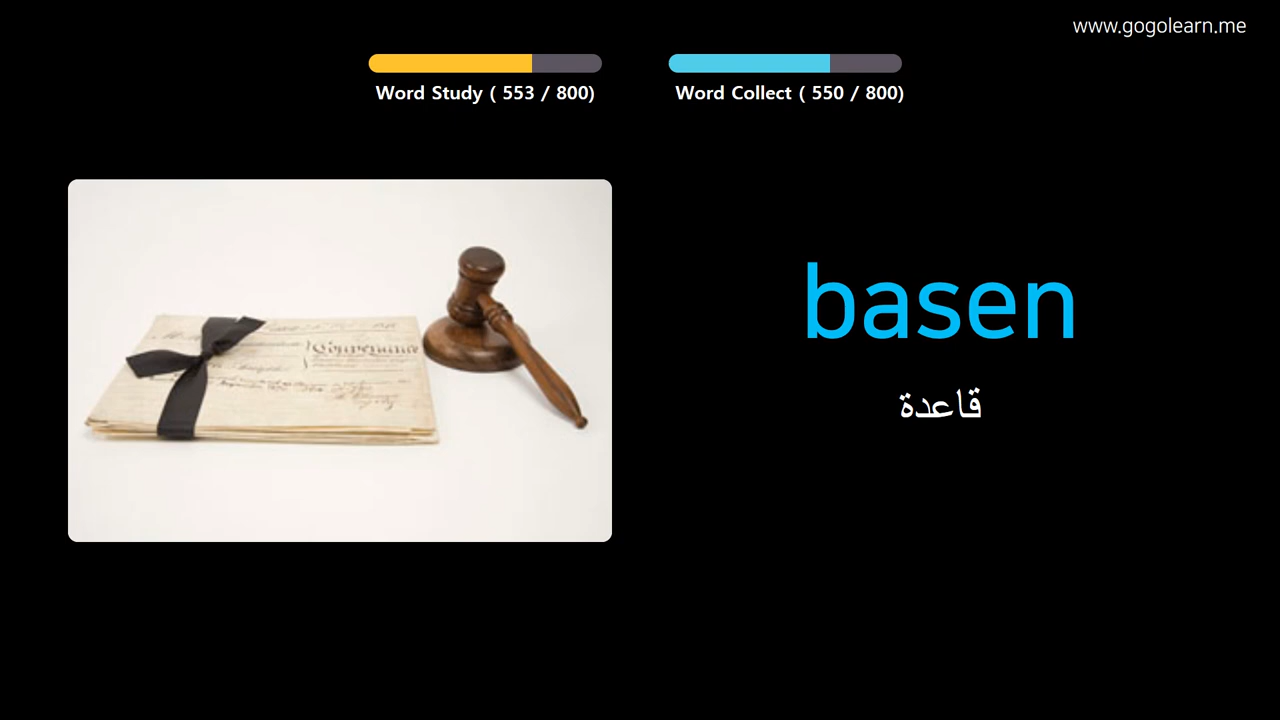 www.gogolearn.me
Word Study ( 553 / 800)
Word Collect ( 550 / 800)
basen
قاعدة